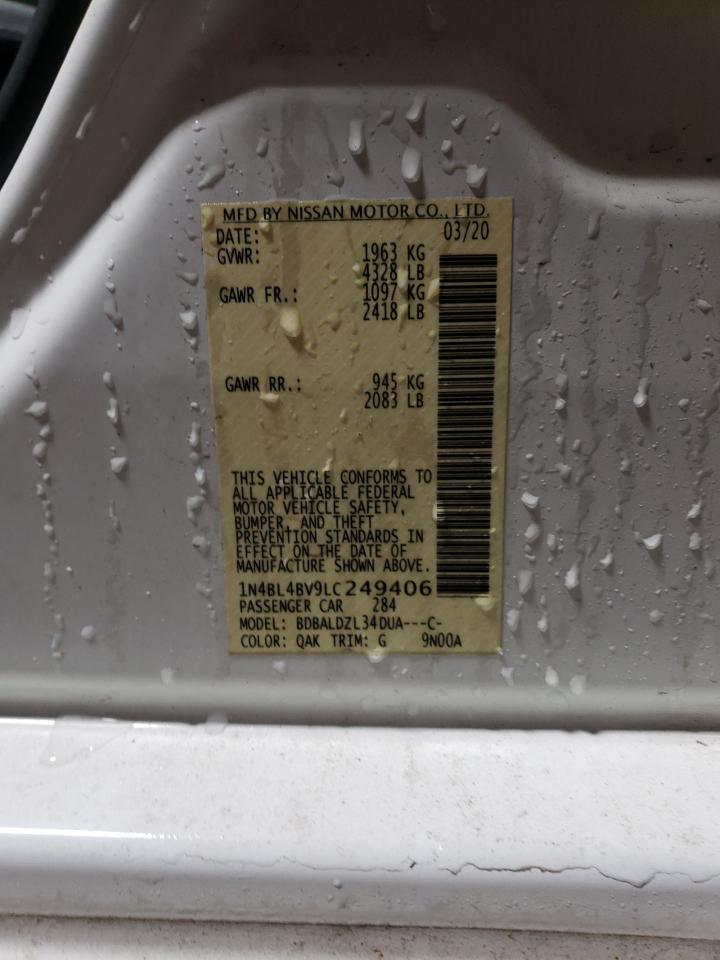 MFD BY NISSAN MOTOR CO., LTD.
DATE: 03/20
GVWR: 1963 KG
4328 LB
GAWR FR.: 1097 KG
2418 LB
GAWR RR.: 945 KG
2083 LB
THIS VEHICLE CONFORMS TO
ALL APPLICABLE FEDERAL
MOTOR VEHICLE SAFETY,
BUMPER, AND THEFT
PREVENTION STANDARDS IN
EFFECT ON THE DATE OF
MANUFACTURE SHOWN ABOVE.
1N4BL4BV9LC249406
PASSENGER CAR 284
MODEL: BDBALDZL34DUA---C-
COLOR: QAK TRIM: G 9N00A